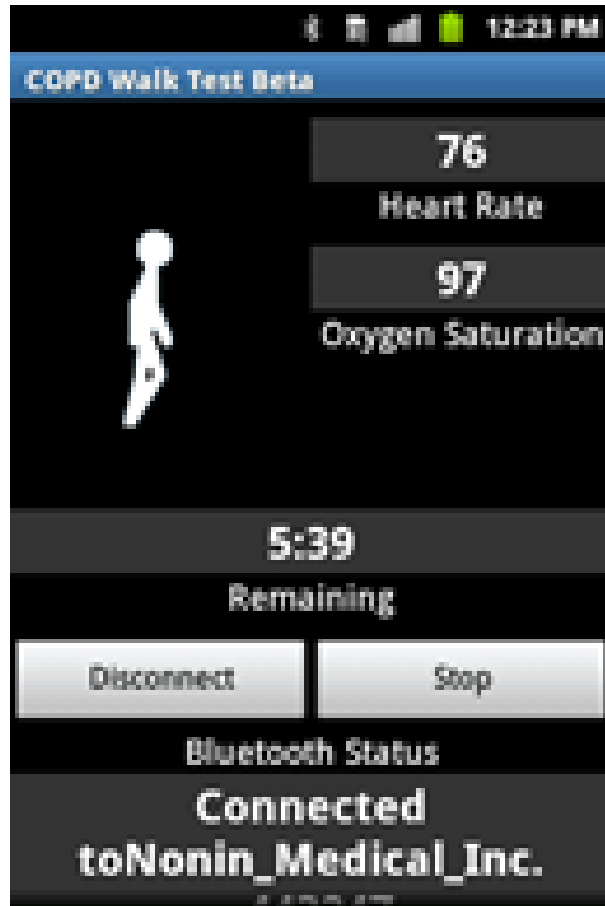 12:23 PM
COPD Walk Test Beta
76
Heart Rate
97
Oxygen Saturation
5:39
Remaining
Disconnect
Stop
Bluetooth Status
Connected
toNonin_Medical_Inc.